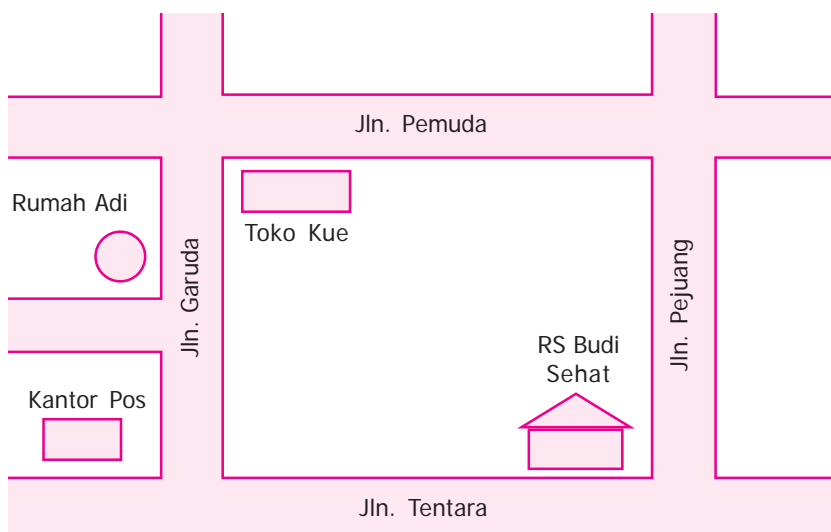 Jln. Pemuda
Rumah Adi
Toko Kue
Jln. Garuda
Jln. Pejuang
RS Budi
Sehat
Kantor Pos
Jln. Tentara